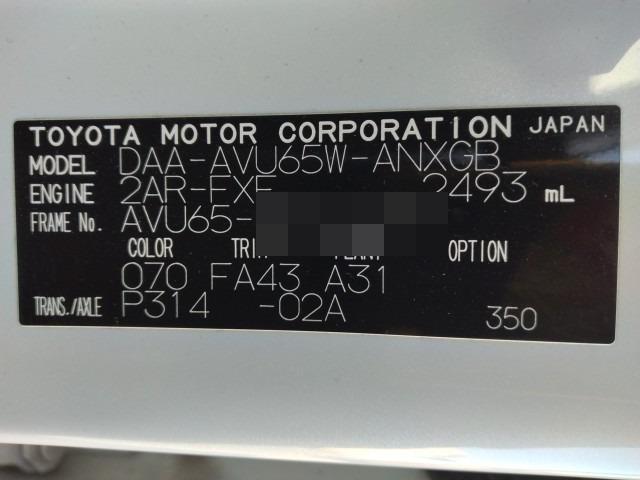 TOYOTA MOTOR CORPORATION JAPAN
MODEL DAA-AVU65W-ANXGB
ENGINE 2AR-FXE 2493 mL
FRAME No. AVU65-
COLOR TRIM PLANT OPTION
070 FA43 A31
TRANS./AXLE P314 -02A 350